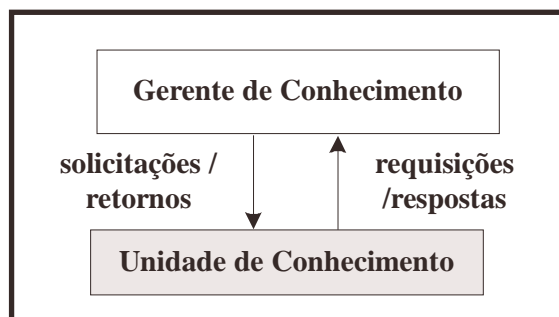 Gerente de Conhecimento
solicitações /
retornos
requisições
/respostas
Unidade de Conhecimento